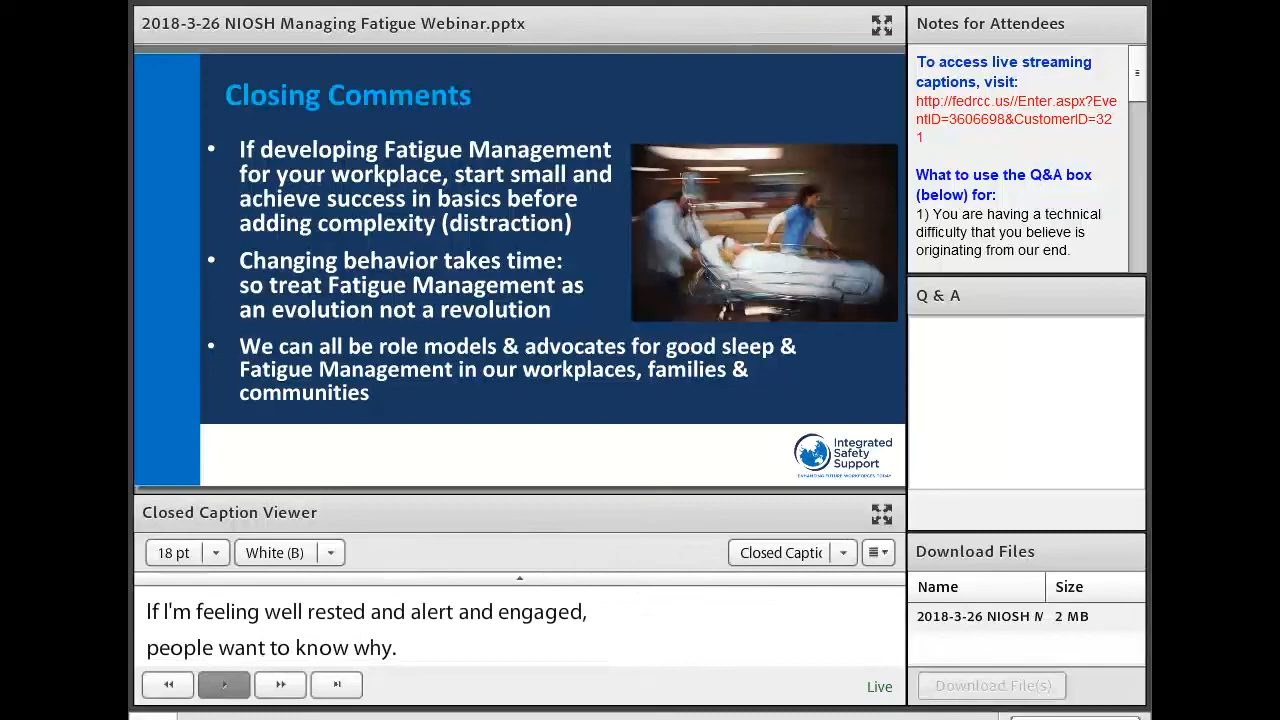 2018-3-26 NIOSH Managing Fatigue Webinar.pptx
Closing Comments
• If developing Fatigue Management
for your workplace, start small and
achieve success in basics before
adding complexity (distraction)
• Changing behavior takes time:
so treat Fatigue Management as
an evolution not a revolution
• We can all be role models & advocates for good sleep &
Fatigue Management in our workplaces, families &
communities
Integrated
Safety
Support
ENHANCING FUTURE WORKFORCES TODAY
Closed Caption Viewer
18 pt
White (B)
Closed Captic
If I'm feeling well rested and alert and engaged,
people want to know why.
Live
Notes for Attendees
To access live streaming
captions, visit:
http://fedrcc.us//Enter.aspx?Eve
ntID=3606698&CustomerID=32
1
What to use the Q&A box
(below) for:
1) You are having a technical
difficulty that you believe is
originating from our end.
Q & A
Download Files
Name Size
2018-3-26 NIOSH M 2 MB
Download File(s)